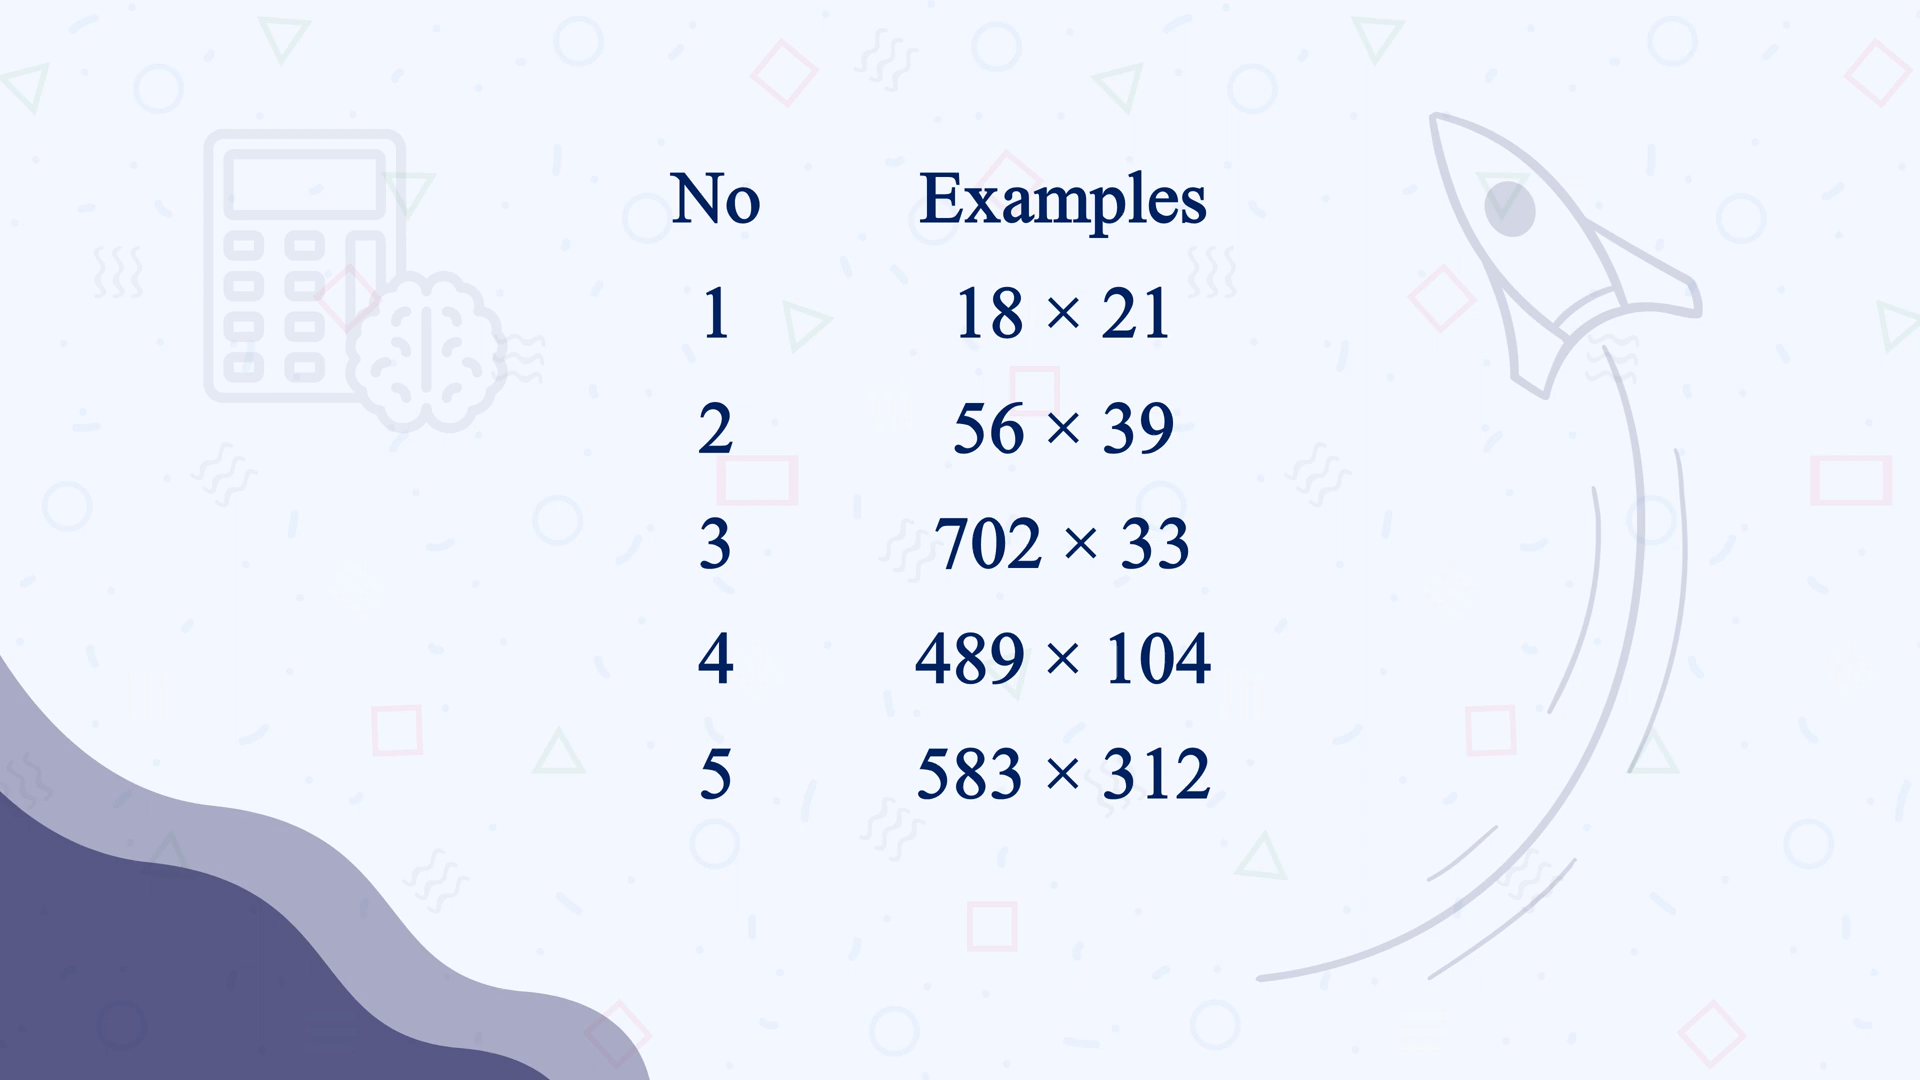 No Examples
1 18 × 21
2 56 × 39
3 702 × 33
4 489 × 104
5 583 × 312